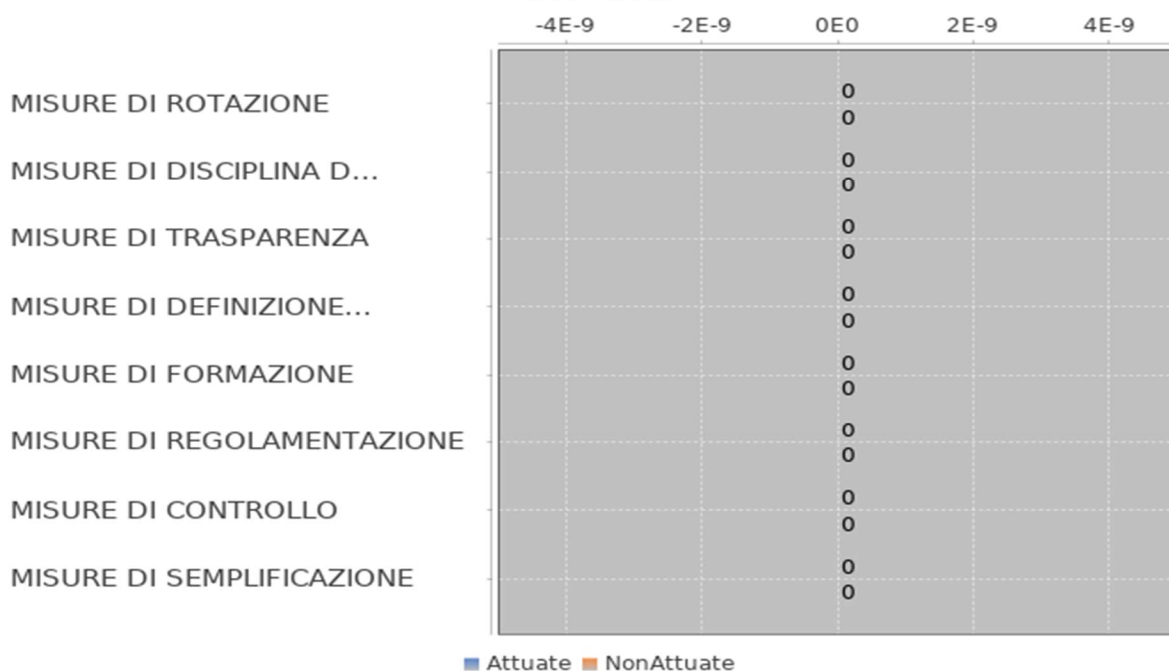 -4E-9 -2E-9 0E0 2E-9 4E-9
MISURE DI ROTAZIONE 0
0
MISURE DI DISCIPLINA D... 0
0
MISURE DI TRASPARENZA 0
0
MISURE DI DEFINIZIONE... 0
0
MISURE DI FORMAZIONE 0
0
MISURE DI REGOLAMENTAZIONE 0
0
MISURE DI CONTROLLO 0
0
MISURE DI SEMPLIFICAZIONE 0
0
Attuate NonAttuate